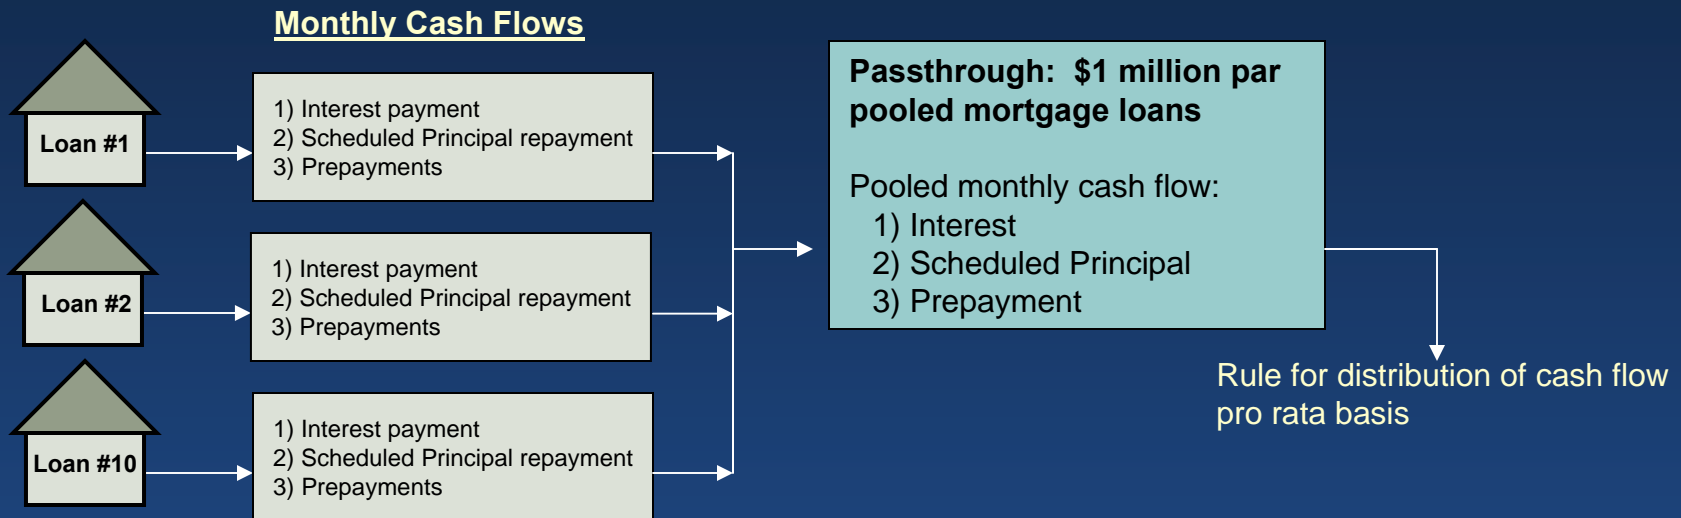 Monthly Cash Flows
Loan #1
1) Interest payment
2) Scheduled Principal repayment
3) Prepayments
Loan #2
1) Interest payment
2) Scheduled Principal repayment
3) Prepayments
Loan #10
1) Interest payment
2) Scheduled Principal repayment
3) Prepayments
Passthrough: $1 million par
pooled mortgage loans
Pooled monthly cash flow:
1) Interest
2) Scheduled Principal
3) Prepayment
Rule for distribution of cash flow
pro rata basis